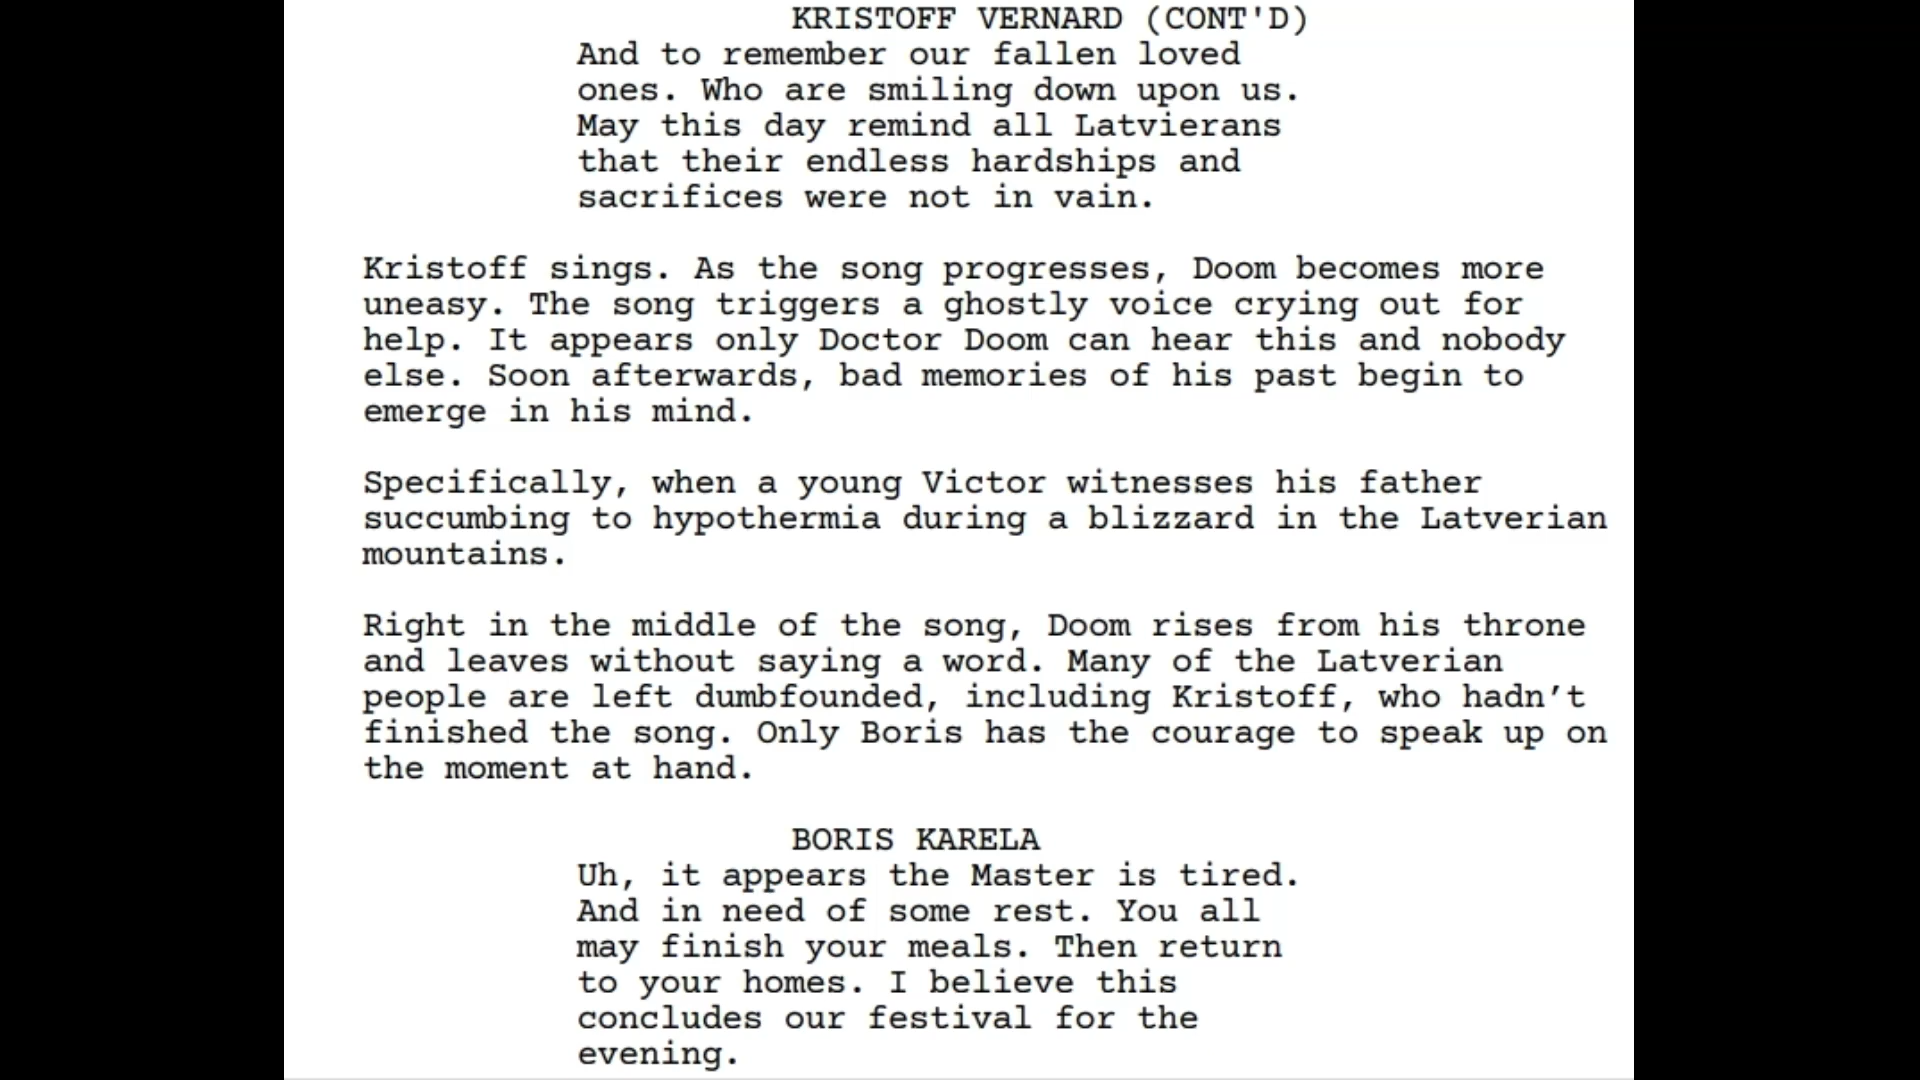 KRISTOFF VERNARD (CONT'D)
And to remember our fallen loved
ones. Who are smiling down upon us.
May this day remind all Latvierans
that their endless hardships and
sacrifices were not in vain.
Kristoff sings. As the song progresses, Doom becomes more
uneasy. The song triggers a ghostly voice crying out for
help. It appears only Doctor Doom can hear this and nobody
else. Soon afterwards, bad memories of his past begin to
emerge in his mind.
Specifically, when a young Victor witnesses his father
succumbing to hypothermia during a blizzard in the Latverian
mountains.
Right in the middle of the song, Doom rises from his throne
and leaves without saying a word. Many of the Latverian
people are left dumbfounded, including Kristoff, who hadn’t
finished the song. Only Boris has the courage to speak up on
the moment at hand.
BORIS KARELA
Uh, it appears the Master is tired.
And in need of some rest. You all
may finish your meals. Then return
to your homes. I believe this
concludes our festival for the
evening.